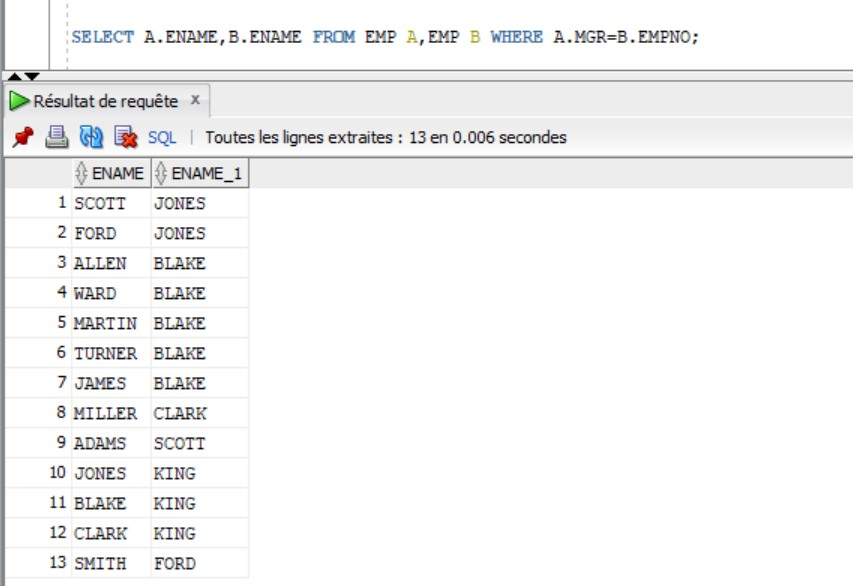 SELECT A.ENAME,B.ENAME FROM EMP A,EMP B WHERE A.MGR=B.EMPNO;
Résultat de requête x
SQL | Toutes les lignes extraites : 13 en 0.006 secondes
ENAME ENAME_1
1 SCOTT JONES
2 FORD JONES
3 ALLEN BLAKE
4 WARD BLAKE
5 MARTIN BLAKE
6 TURNER BLAKE
7 JAMES BLAKE
8 MILLER CLARK
9 ADAMS SCOTT
10 JONES KING
11 BLAKE KING
12 CLARK KING
13 SMITH FORD